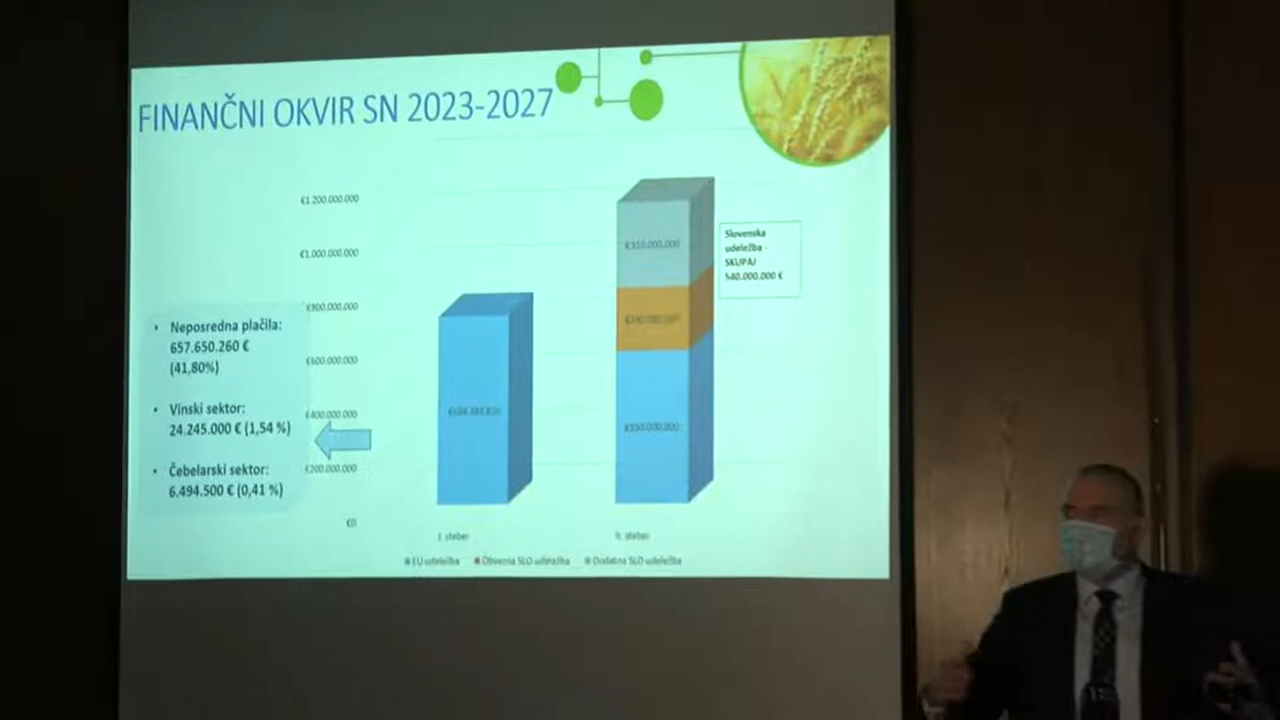 FINANČNI OKVIR SN 2023-2027
€1.200.000.000
€1.000.000.000
€800.000.000
€600.000.000
€400.000.000
€200.000.000
€0
• Neposredna plačila:
657.650.260 €
(41,80%)
• Vinski sektor:
24.245.000 € (1,54 %)
• Čebelarski sektor:
6.494.500 € (0,41 %)
€310.000.000
€550.000.000
Slovenska
udeležba -
SKUPAJ
540.000.000 €
I. steber
II. steber
EU udeležba
Obvezna SLO udeležba
Dodatna SLO udeležba